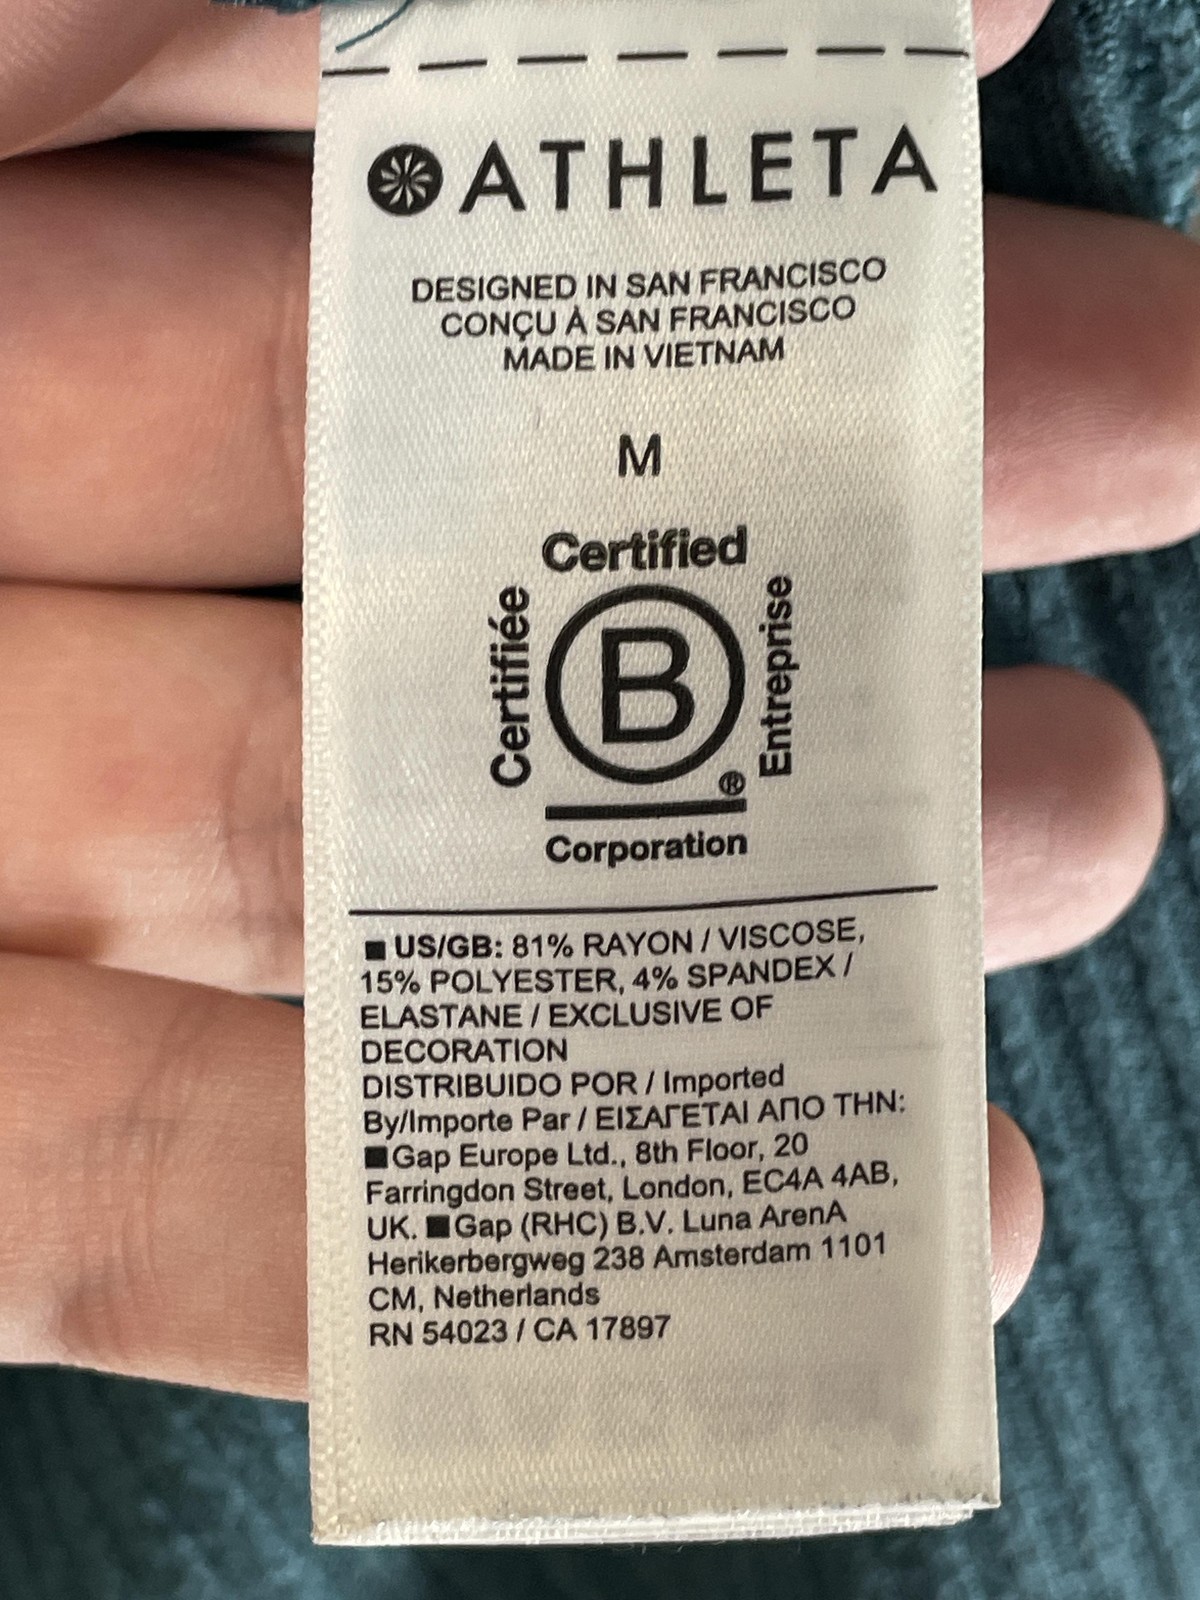 ATHLETA
DESIGNED IN SAN FRANCISCO
CONÇU À SAN FRANCISCO
MADE IN VIETNAM
M
Certified
Certifiée
B
Entreprise
®
Corporation
■ US/GB: 81% RAYON / VISCOSE,
15% POLYESTER, 4% SPANDEX /
ELASTANE / EXCLUSIVE OF
DECORATION
DISTRIBUIDO POR / Imported
By/Importe Par / ΕΙΣΑΓΕΤΑΙ ΑΠΟ ΤΗΝ:
■Gap Europe Ltd., 8th Floor, 20
Farringdon Street, London, EC4A 4AB,
UK. ■Gap (RHC) B.V. Luna ArenA
Herikerbergweg 238 Amsterdam 1101
CM, Netherlands
RN 54023 / CA 17897